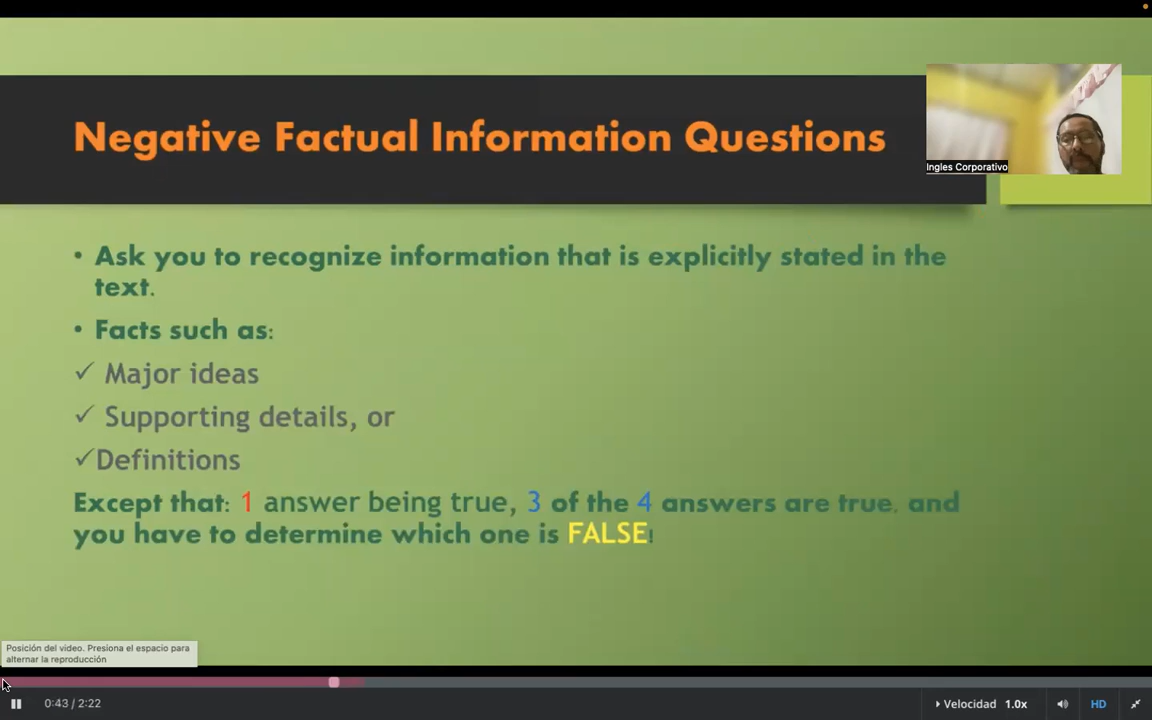 Negative Factual Information Questions
Ingles Corporativo
• Ask you to recognize information that is explicitly stated in the
text.
• Facts such as:
✓ Major ideas
✓ Supporting details, or
✓Definitions
Except that: 1 answer being true, 3 of the 4 answers are true. and
you have to determine which one is FALSE!
Posición del video. Presiona el espacio para
alternar la reproducción
0:43 / 2:22
Velocidad 1.0x
HD